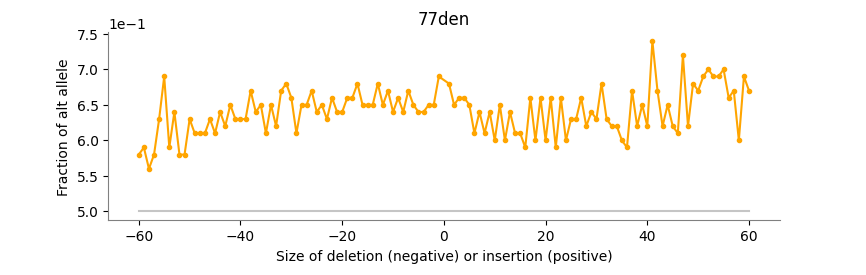 77den
1e−1
7.5
7.0
6.5
6.0
5.5
5.0
Fraction of alt allele
−60 −40 −20 0 20 40 60
Size of deletion (negative) or insertion (positive)